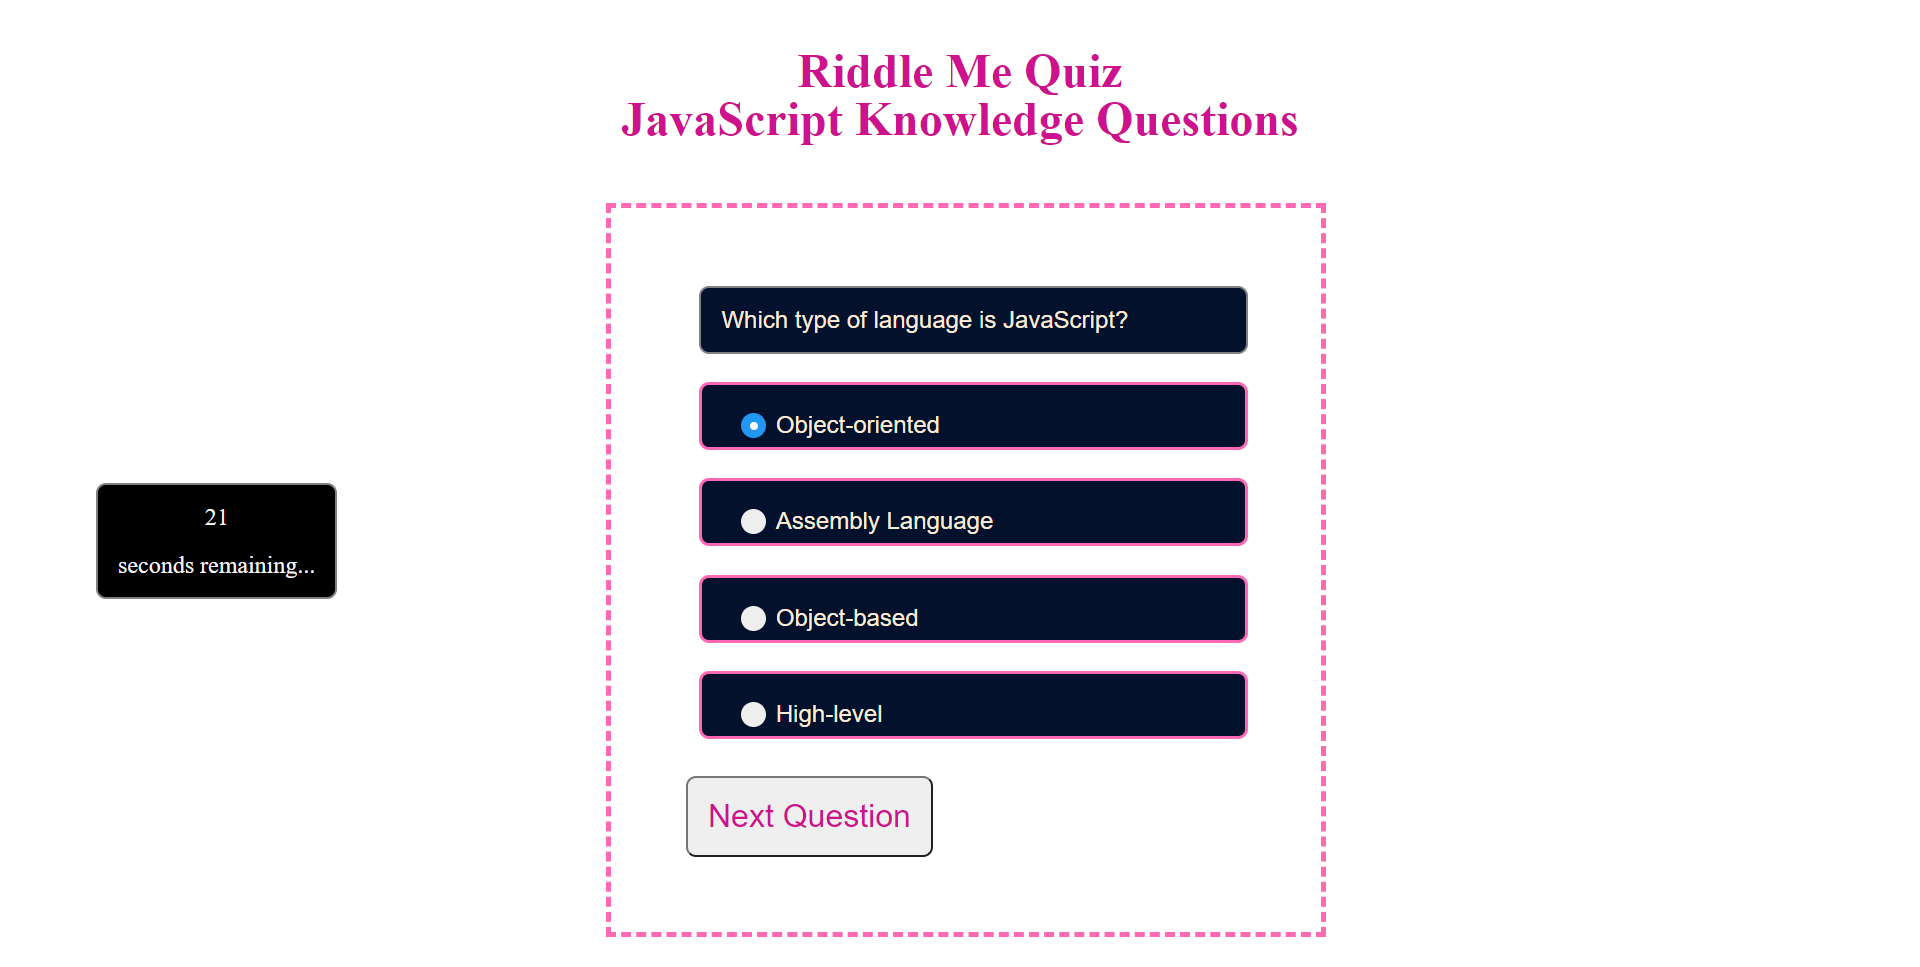 Riddle Me Quiz
JavaScript Knowledge Questions
Which type of language is JavaScript?
Object-oriented
Assembly Language
Object-based
High-level
Next Question
21
seconds remaining...